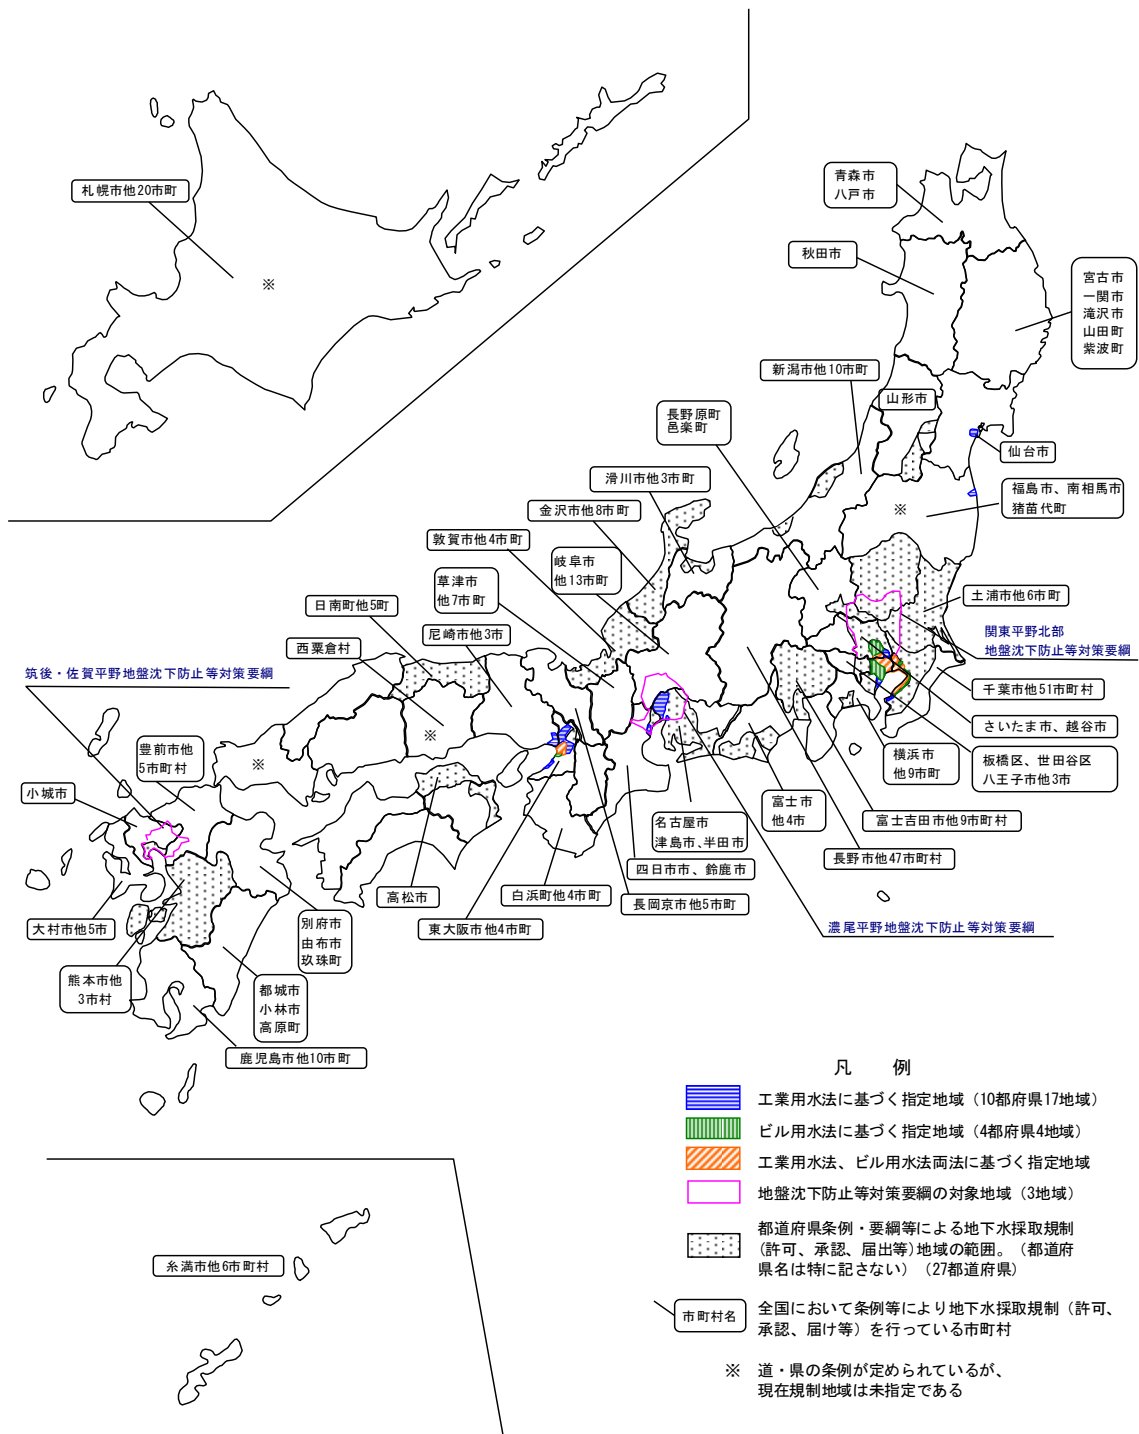 札幌市他20市町
※
青森市
八戸市
秋田市
宮古市
一関市
滝沢市
山田町
紫波町
新潟市他10市町
山形市
長野原町
邑楽町
仙台市
滑川市他3市町
福島市、南相馬市
猪苗代町
※
金沢市他8市町
敦賀市他4市町
岐阜市
他13市町
草津市
他7市町
日南町他5町
尼崎市他3市
西粟倉村
土浦市他6市町
関東平野北部
地盤沈下防止等対策要綱
筑後・佐賀平野地盤沈下防止等対策要綱
千葉市他51市町村
さいたま市、越谷市
※
※
豊前市他
5市町村
横浜市
他9市町
板橋区、世田谷区
八王子市他3市
小城市
富士市
他4市
富士吉田市他9市町村
名古屋市
津島市、半田市
長野市他47市町村
四日市市、鈴鹿市
高松市
白浜町他4市町
長岡京市他5市町
大村市他5市
別府市
由布市
玖珠町
東大阪市他4市町
濃尾平野地盤沈下防止等対策要綱
熊本市他
3市村
都城市
小林市
高原町
鹿児島市他10市町
凡 例
工業用水法に基づく指定地域（10都府県17地域）
ビル用水法に基づく指定地域（4都府県4地域）
工業用水法、ビル用水法両法に基づく指定地域
地盤沈下防止等対策要綱の対象地域（3地域）
都道府県条例・要綱等による地下水採取規制
(許可、承認、届出等)地域の範囲。（都道府
県名は特に記さない）（27都道府県）
市町村名
全国において条例等により地下水採取規制（許可、
承認、届け等）を行っている市町村
※ 道・県の条例が定められているが、
現在規制地域は未指定である
糸満市他6市町村